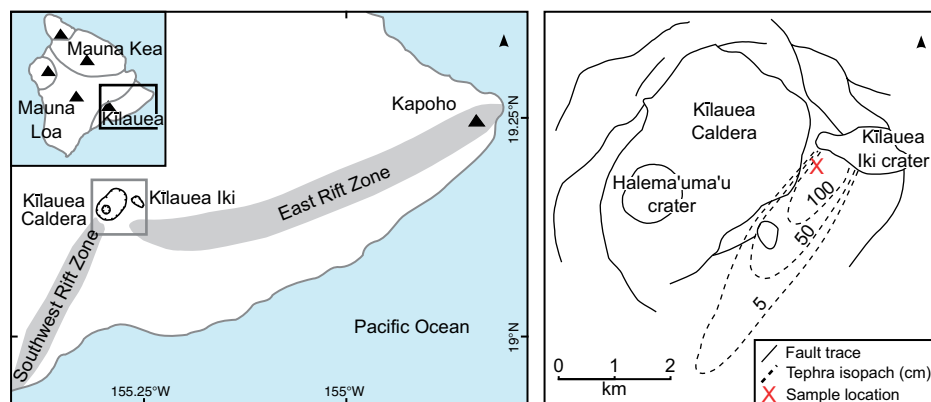 Mauna Kea
Mauna
Loa
Kīlauea
Kapoho
19.25°N
Kīlauea
Caldera
Kīlauea Iki
East Rift Zone
Southwest Rift Zone
Pacific Ocean
19°N
155.25°W
155°W
Kīlauea
Caldera
Kīlauea
Iki crater
Halema'uma'u
crater
100
50
5
0
1
2
km
Fault trace
Tephra isopach (cm)
Sample location